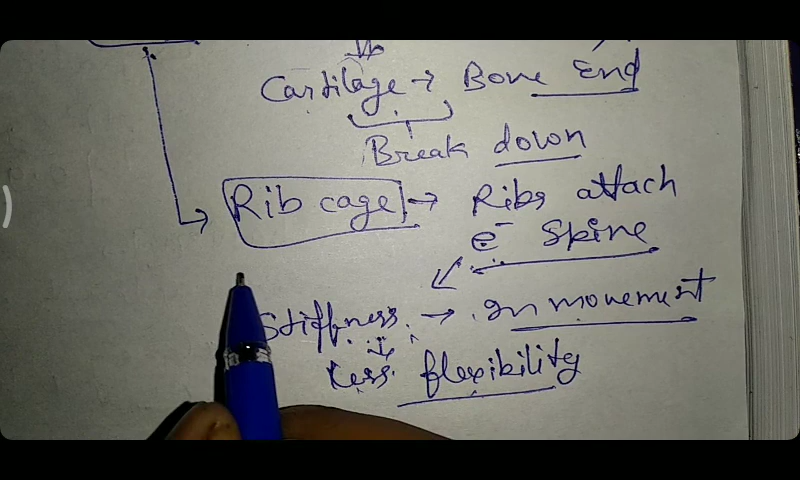 Cartilage → Bone End
Break down
Rib cage → Ribs attach
e⁻ Spine
Stiffness → In movement
Less flexibility